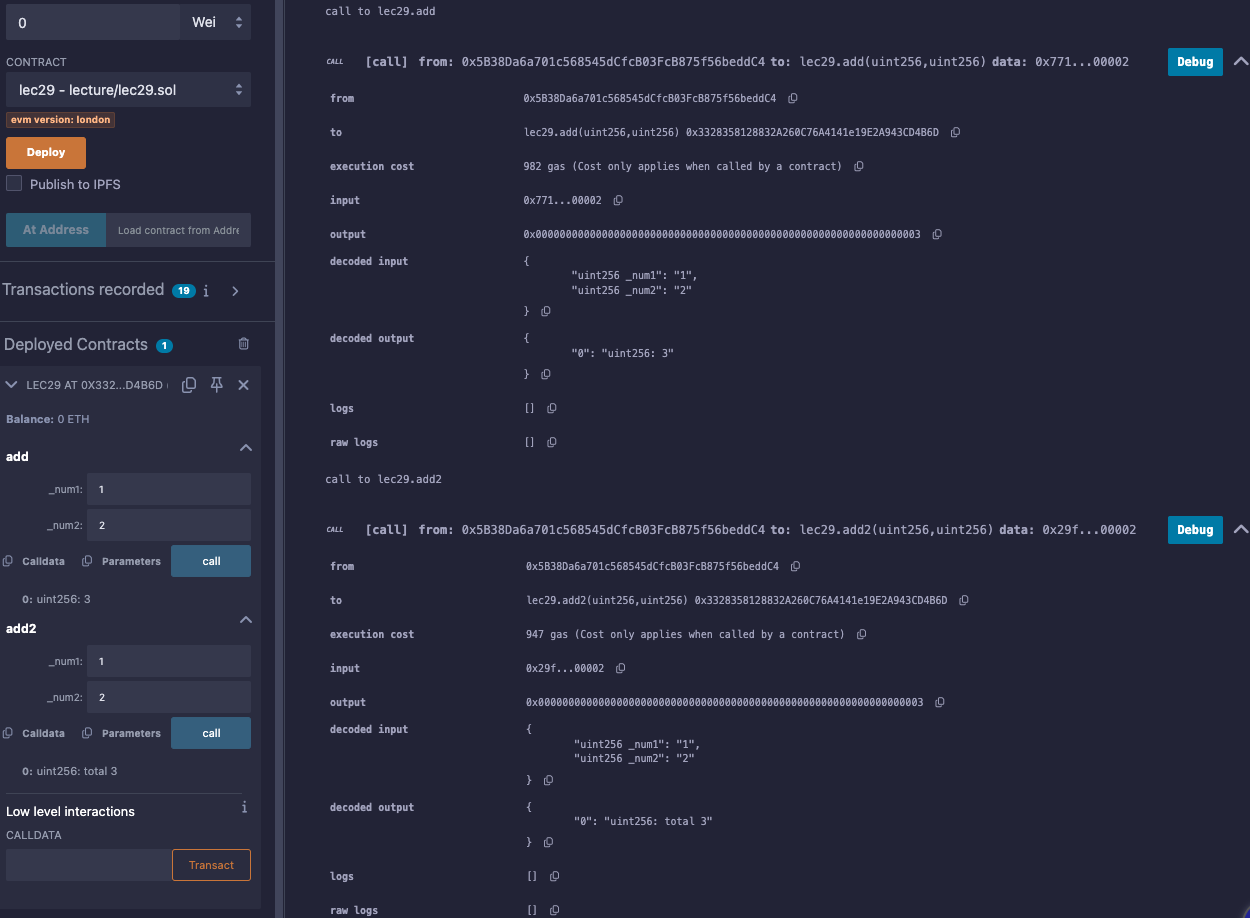 0 Wei
CONTRACT
lec29 - lecture/lec29.sol
evm version: london
Deploy
Publish to IPFS
At Address Load contract from Addre
Transactions recorded 19 i
Deployed Contracts 1
LEC29 AT 0X332...D4B6D
Balance: 0 ETH
add
_num1: 1
_num2: 2
Calldata Parameters call
0: uint256: 3
add2
_num1: 1
_num2: 2
Calldata Parameters call
0: uint256: total 3
Low level interactions i
CALLDATA
Transact
call to lec29.add
CALL [call] from: 0x5B38Da6a701c568545dCfcB03FcB875f56beddC4 to: lec29.add(uint256,uint256) data: 0x771...00002 Debug
from 0x5B38Da6a701c568545dCfcB03FcB875f56beddC4
to lec29.add(uint256,uint256) 0x3328358128832A260C76A4141e19E2A943CD4B6D
execution cost 982 gas (Cost only applies when called by a contract)
input 0x771...00002
output 0x0000000000000000000000000000000000000000000000000000000000000003
decoded input {
"uint256 _num1": "1",
"uint256 _num2": "2"
}
decoded output {
"0": "uint256: 3"
}
logs []
raw logs []
call to lec29.add2
CALL [call] from: 0x5B38Da6a701c568545dCfcB03FcB875f56beddC4 to: lec29.add2(uint256,uint256) data: 0x29f...00002 Debug
from 0x5B38Da6a701c568545dCfcB03FcB875f56beddC4
to lec29.add2(uint256,uint256) 0x3328358128832A260C76A4141e19E2A943CD4B6D
execution cost 947 gas (Cost only applies when called by a contract)
input 0x29f...00002
output 0x0000000000000000000000000000000000000000000000000000000000000003
decoded input {
"uint256 _num1": "1",
"uint256 _num2": "2"
}
decoded output {
"0": "uint256: total 3"
}
logs []
raw logs []